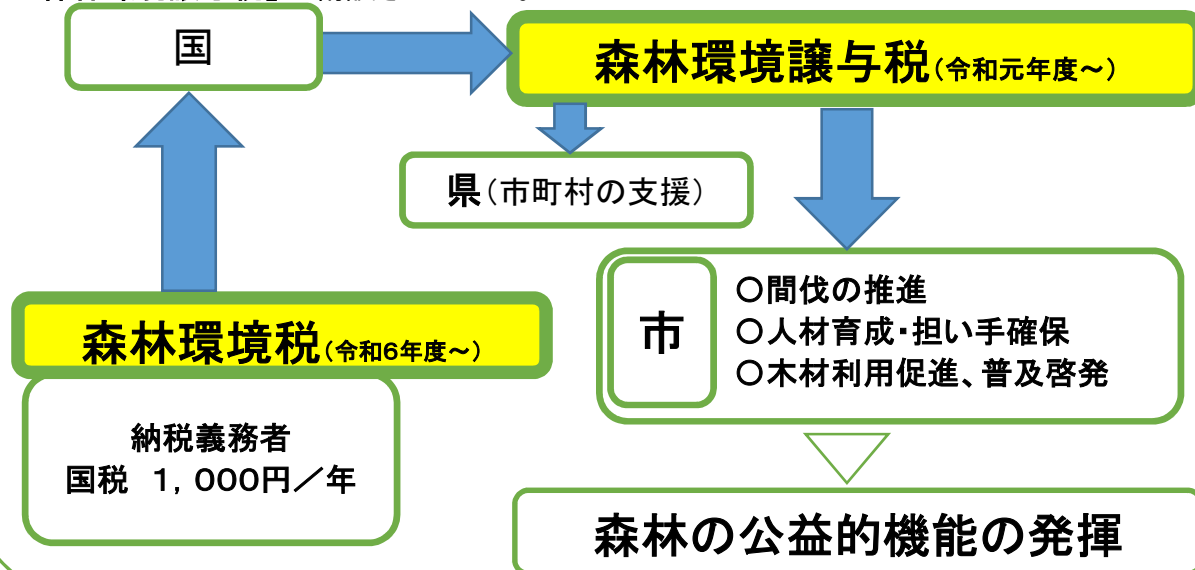 国
森林環境譲与税(令和元年度～)
県(市町村の支援)
森林環境税(令和6年度～)
納税義務者
国税 1,000円／年
市
○間伐の推進
○人材育成・担い手確保
○木材利用促進、普及啓発
森林の公益的機能の発揮